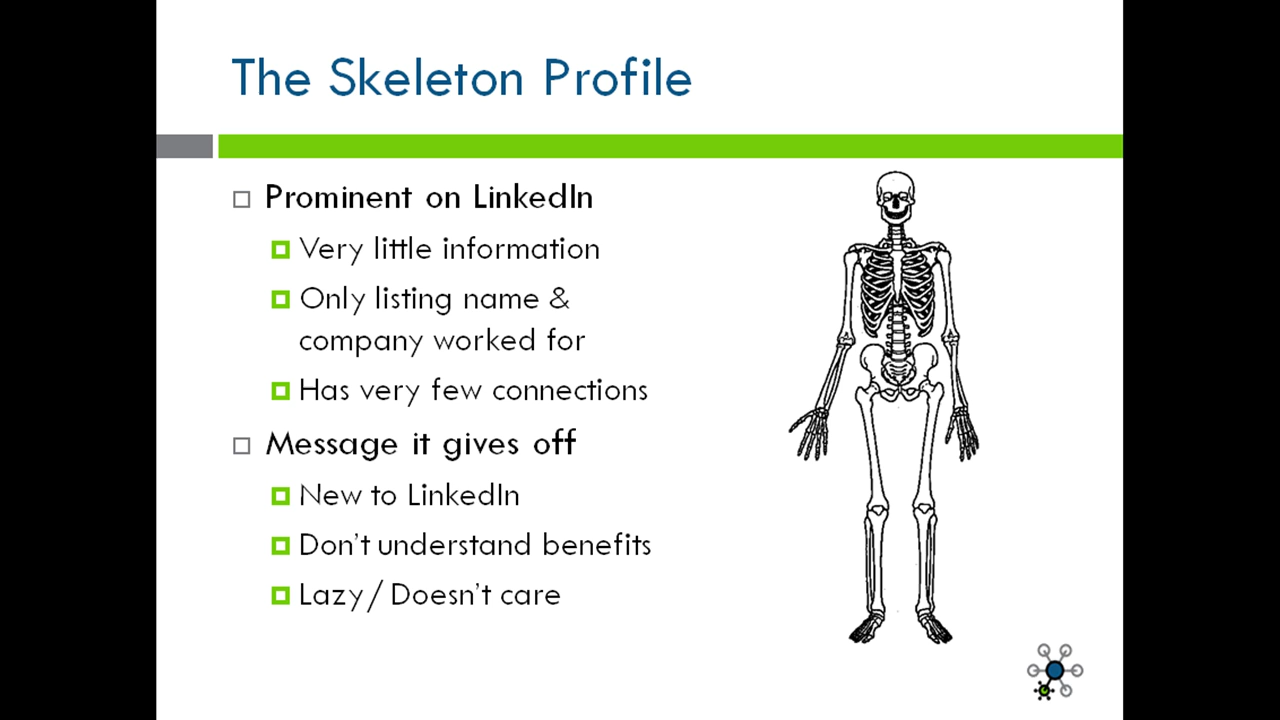 The Skeleton Profile
Prominent on LinkedIn
Very little information
Only listing name &
company worked for
Has very few connections
Message it gives off
New to LinkedIn
Don't understand benefits
Lazy/ Doesn't care